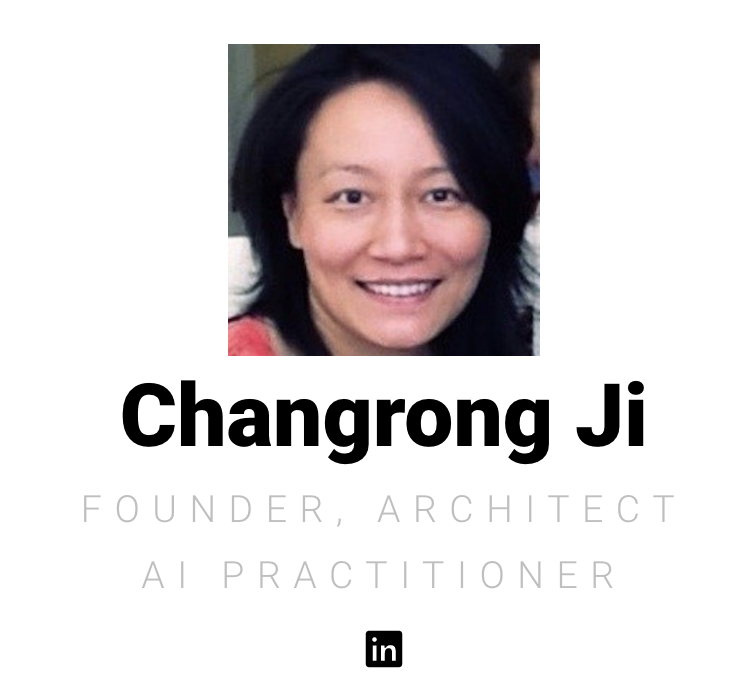 Changrong Ji
FOUNDER, ARCHITECT
AI PRACTITIONER
in